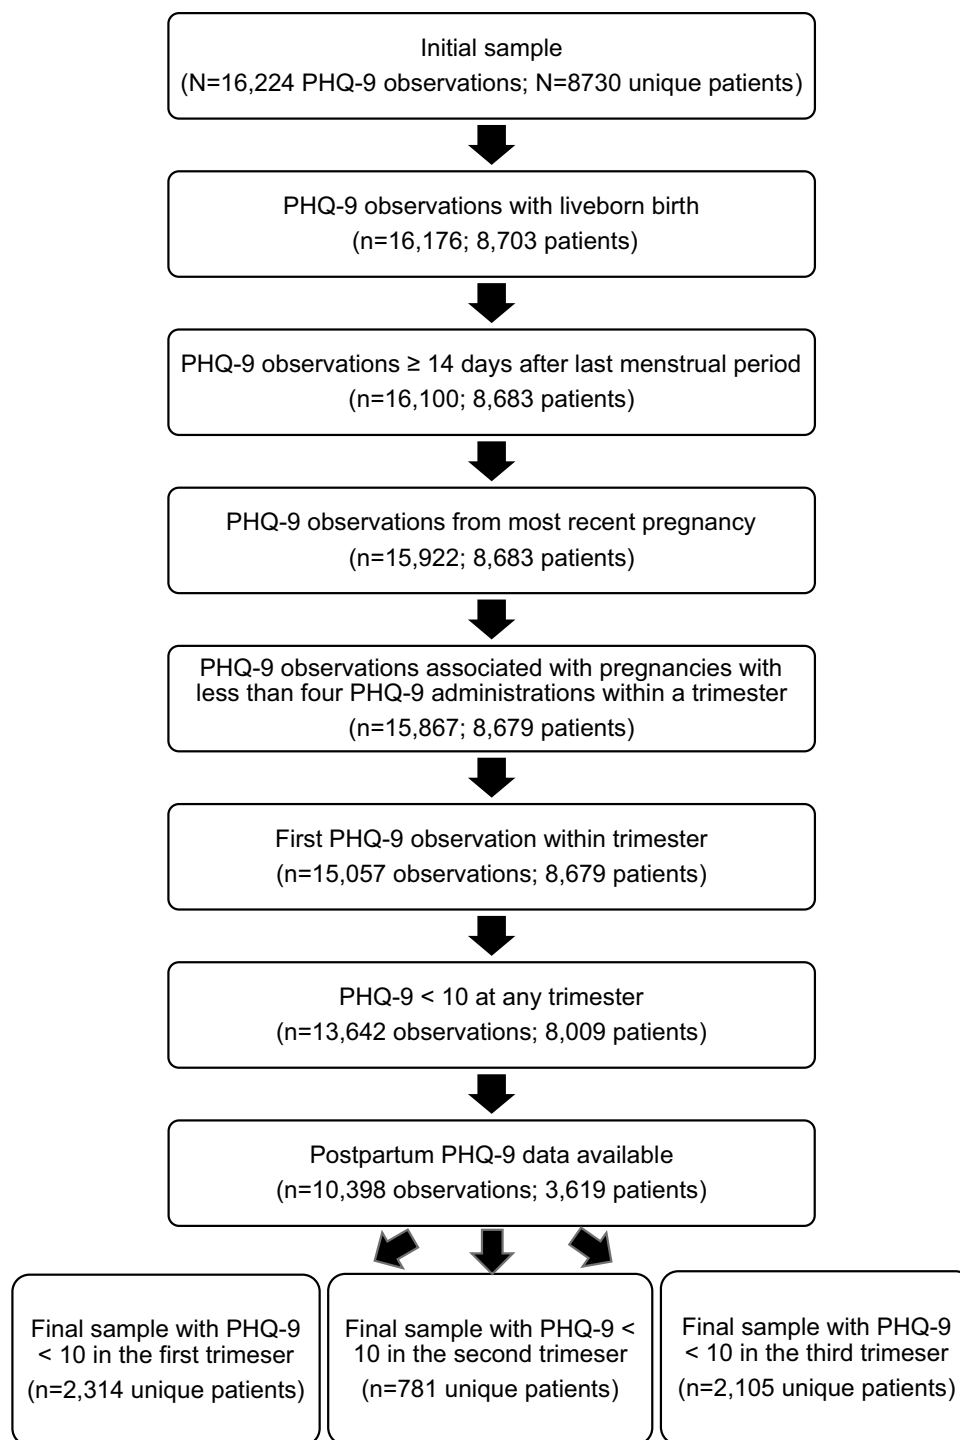 Initial sample
(N=16,224 PHQ-9 observations; N=8730 unique patients)
PHQ-9 observations with liveborn birth
(n=16,176; 8,703 patients)
PHQ-9 observations ≥ 14 days after last menstrual period
(n=16,100; 8,683 patients)
PHQ-9 observations from most recent pregnancy
(n=15,922; 8,683 patients)
PHQ-9 observations associated with pregnancies with
less than four PHQ-9 administrations within a trimester
(n=15,867; 8,679 patients)
First PHQ-9 observation within trimester
(n=15,057 observations; 8,679 patients)
PHQ-9 < 10 at any trimester
(n=13,642 observations; 8,009 patients)
Postpartum PHQ-9 data available
(n=10,398 observations; 3,619 patients)
Final sample with PHQ-9
< 10 in the first trimeser
(n=2,314 unique patients)
Final sample with PHQ-9 <
10 in the second trimeser
(n=781 unique patients)
Final sample with PHQ-9
< 10 in the third trimeser
(n=2,105 unique patients)